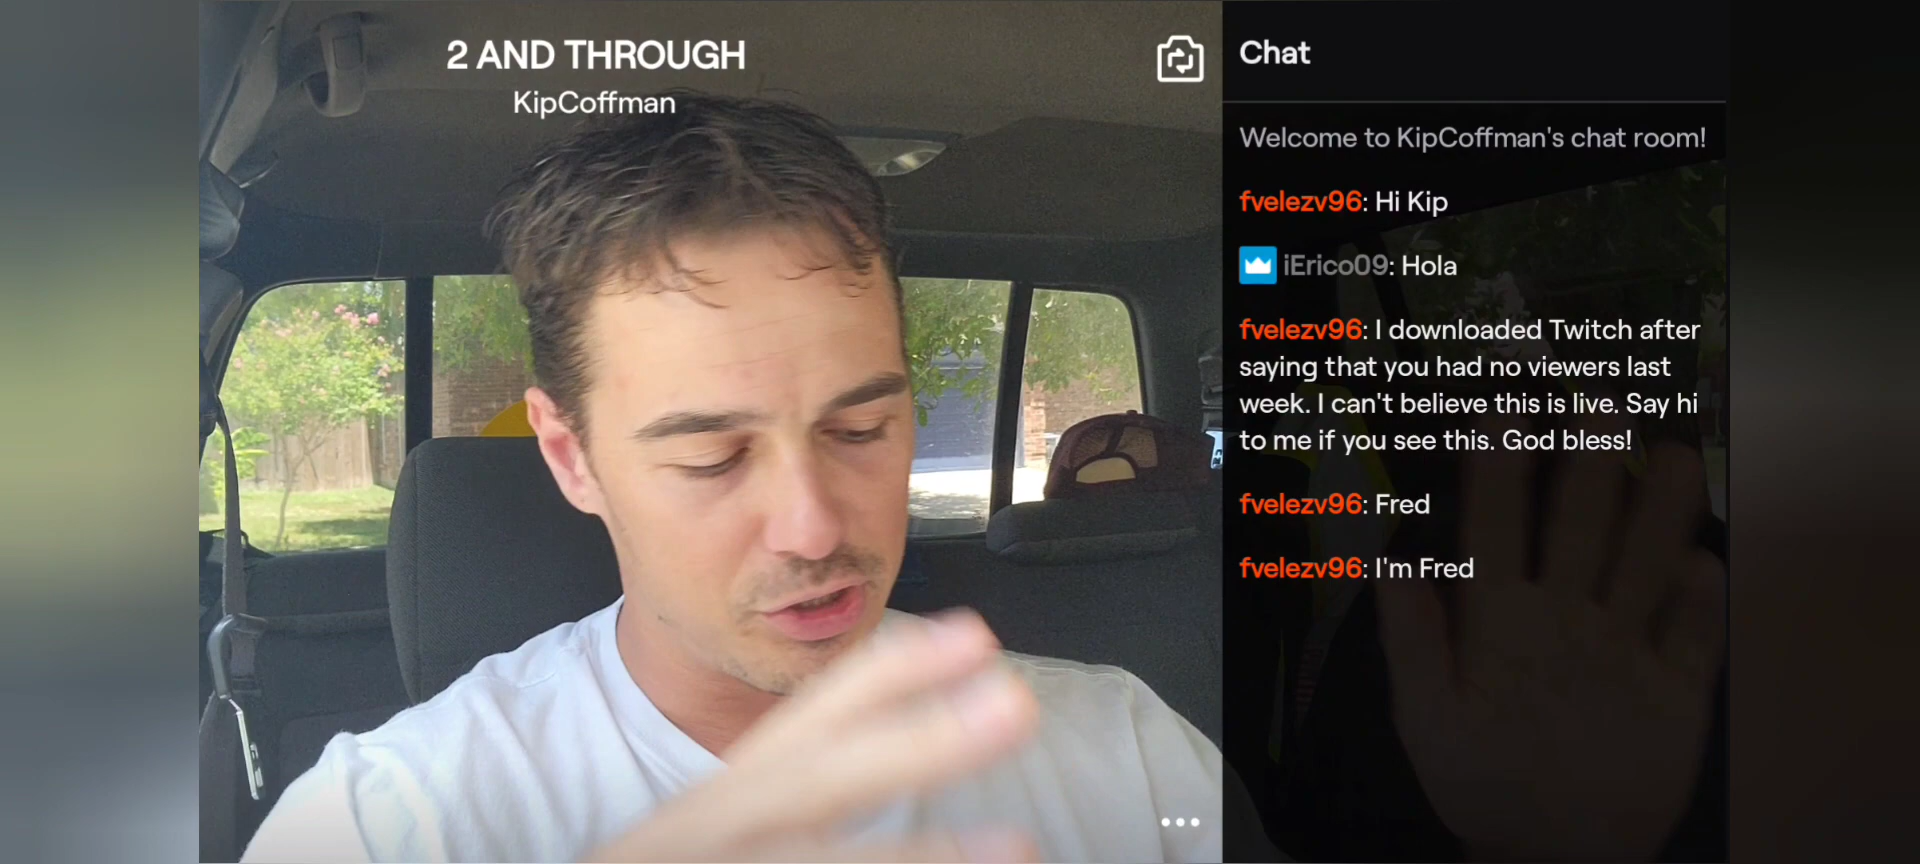 2 AND THROUGH
KipCoffman
Chat
Welcome to KipCoffman's chat room!
fvelezv96: Hi Kip
iErico09: Hola
fvelezv96: I downloaded Twitch after
saying that you had no viewers last
week. I can't believe this is live. Say hi
to me if you see this. God bless!
fvelezv96: Fred
fvelezv96: I'm Fred